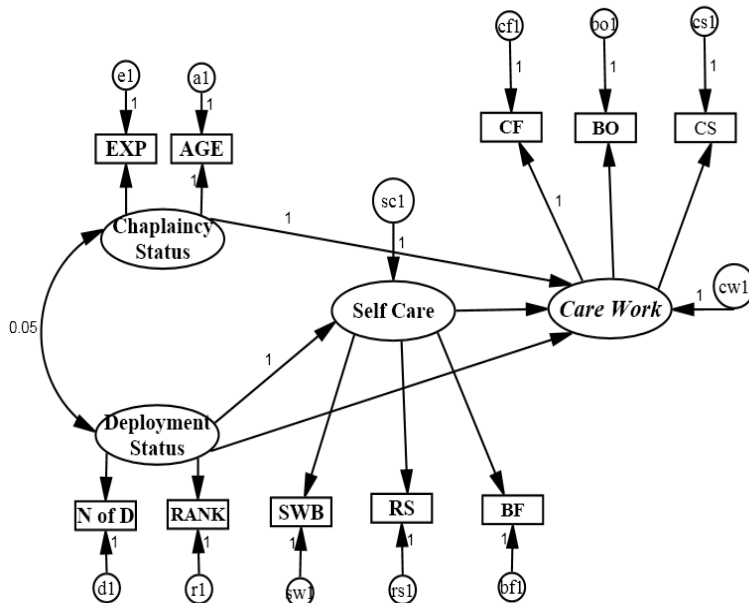 cf1
bo1
cs1
e1
a1
1
1
1
1
1
EXP
AGE
CF
BO
CS
1
sc1
1
Chaplaincy
Status
1
1
cw1
0.05
Self Care
Care Work
1
1
Deployment
Status
N of D
RANK
SWB
RS
BF
1
1
1
1
1
d1
r1
sw1
rs1
bf1